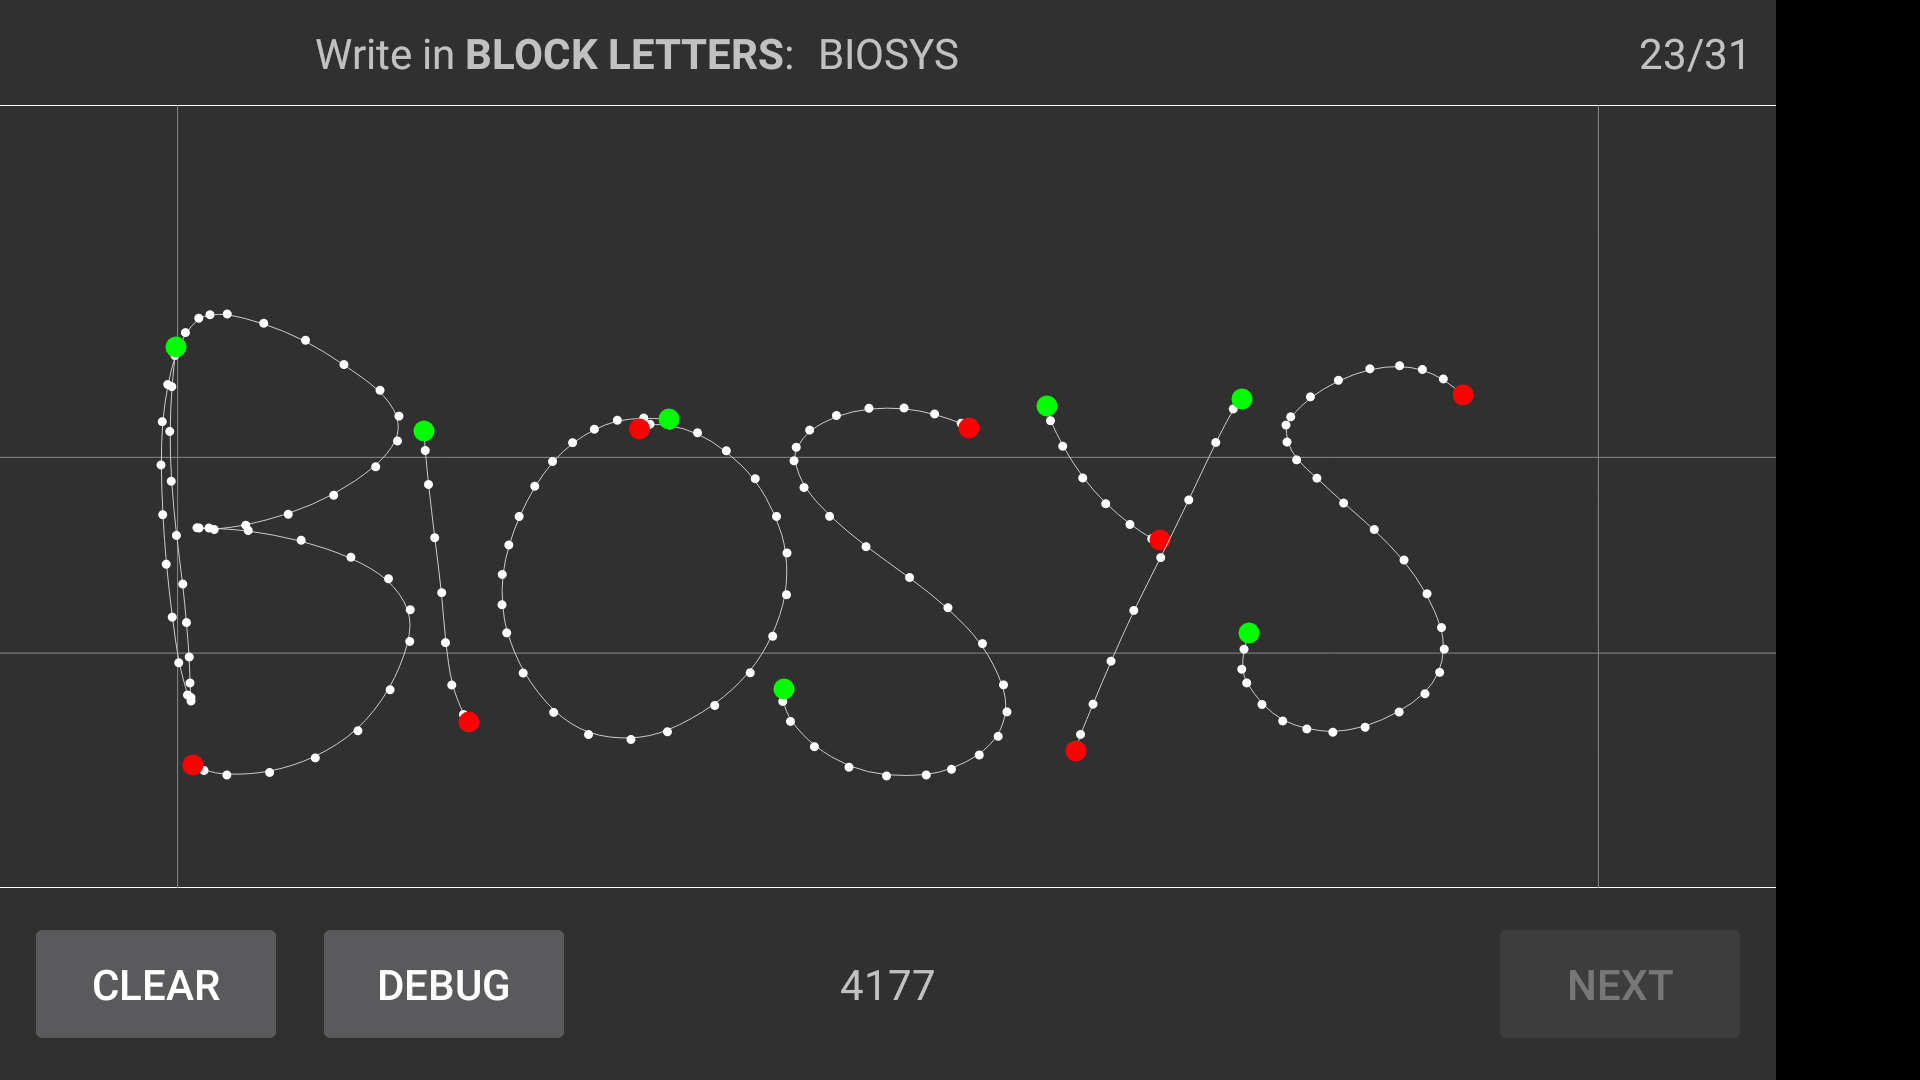 Write in BLOCK LETTERS: BIOSYS 23/31
BIOSYS
CLEAR DEBUG 4177 NEXT